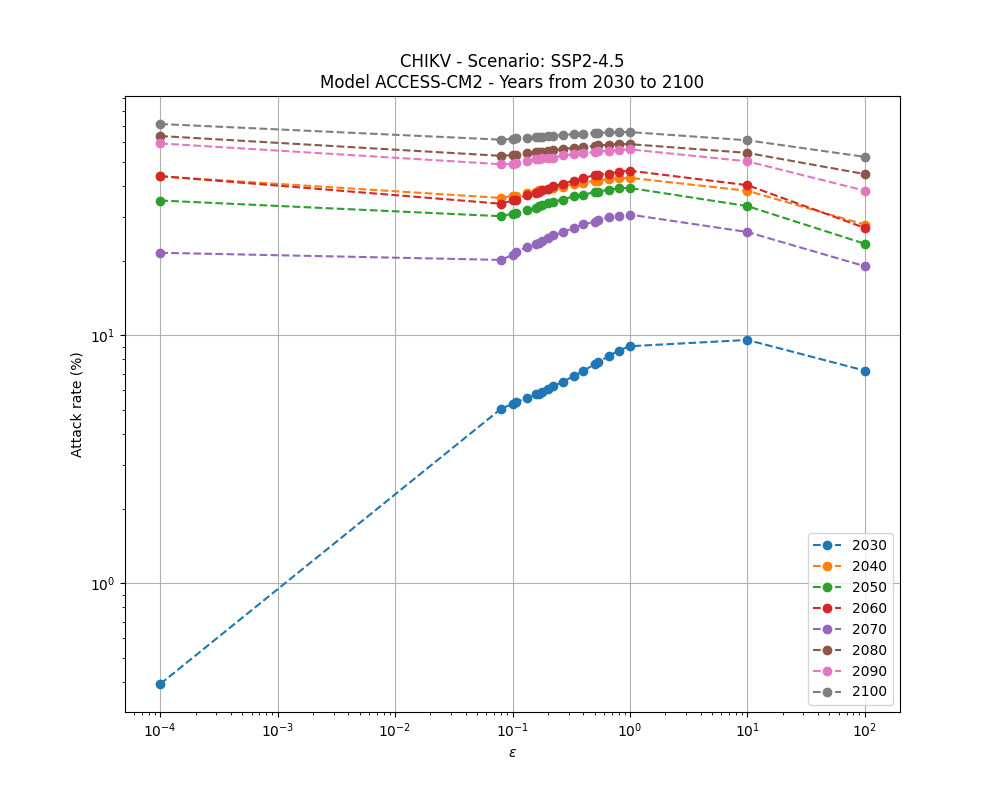 CHIKV - Scenario: SSP2-4.5
Model ACCESS-CM2 - Years from 2030 to 2100
Attack rate (%)
10¹
10⁰
10⁻⁴ 10⁻³ 10⁻² 10⁻¹ 10⁰ 10¹ 10²
ε
2030
2040
2050
2060
2070
2080
2090
2100